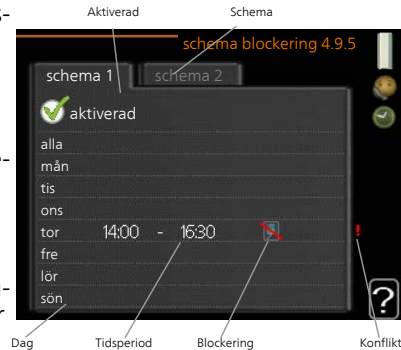 Aktiverad Schema
schema blockering 4.9.5
schema 1 schema 2
aktiverad
alla
mån
tis
ons
tor 14:00 - 16:30 !
fre
lör
sön
?
Dag Tidsperiod Blockering Konflikt